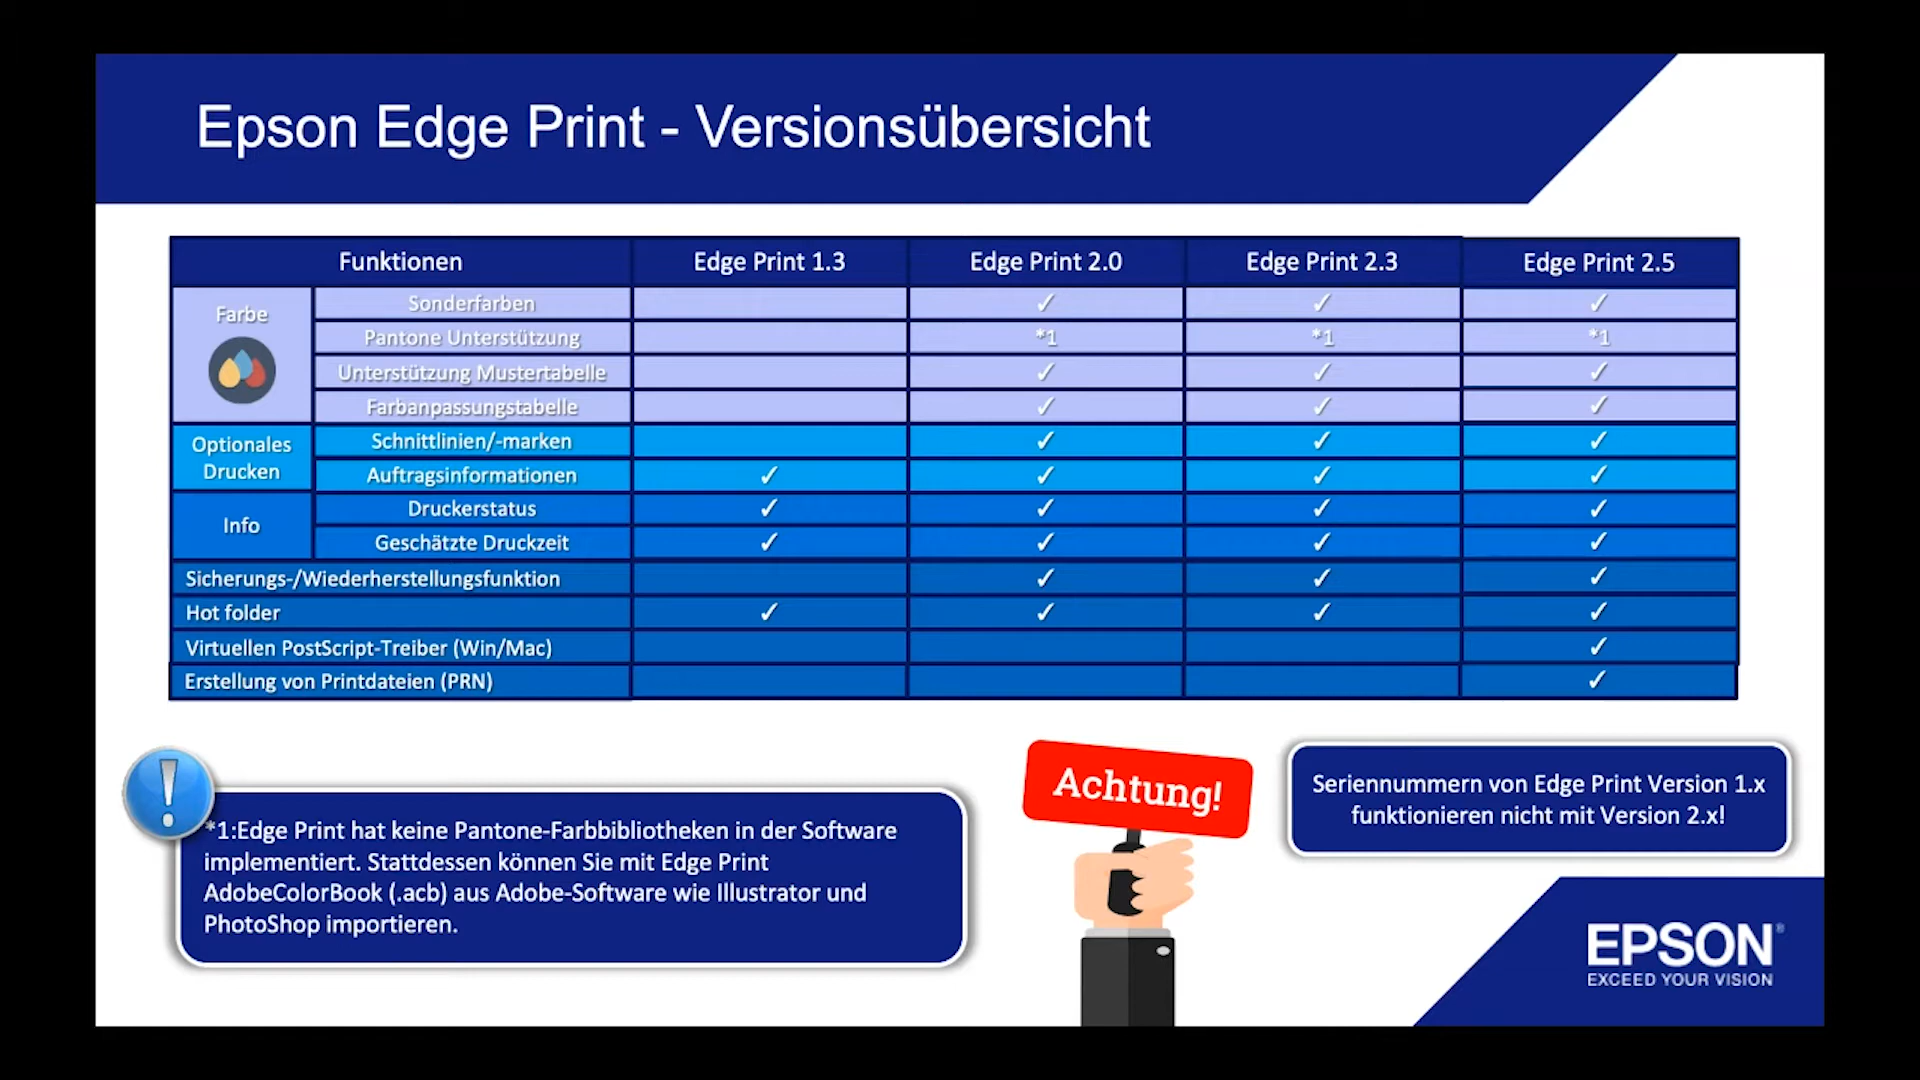 Epson Edge Print - Versionsübersicht
Funktionen Edge Print 1.3 Edge Print 2.0 Edge Print 2.3 Edge Print 2.5
Farbe
Sonderfarben ✓ ✓ ✓
Pantone Unterstützung *1 *1 *1
Unterstützung Mustertabelle ✓ ✓ ✓
Farbanpassungstabelle ✓ ✓ ✓
Optionales
Drucken
Schnittlinien/-marken ✓ ✓ ✓
Auftragsinformationen ✓ ✓ ✓ ✓
Info
Druckerstatus ✓ ✓ ✓ ✓
Geschätzte Druckzeit ✓ ✓ ✓ ✓
Sicherungs-/Wiederherstellungsfunktion ✓ ✓ ✓
Hot folder ✓ ✓ ✓ ✓
Virtuellen PostScript-Treiber (Win/Mac) ✓
Erstellung von Printdateien (PRN) ✓
!
*1:Edge Print hat keine Pantone-Farbbibliotheken in der Software
implementiert. Stattdessen können Sie mit Edge Print
AdobeColorBook (.acb) aus Adobe-Software wie Illustrator und
PhotoShop importieren.
Achtung!
Seriennummern von Edge Print Version 1.x
funktionieren nicht mit Version 2.x!
EPSON®
EXCEED YOUR VISION